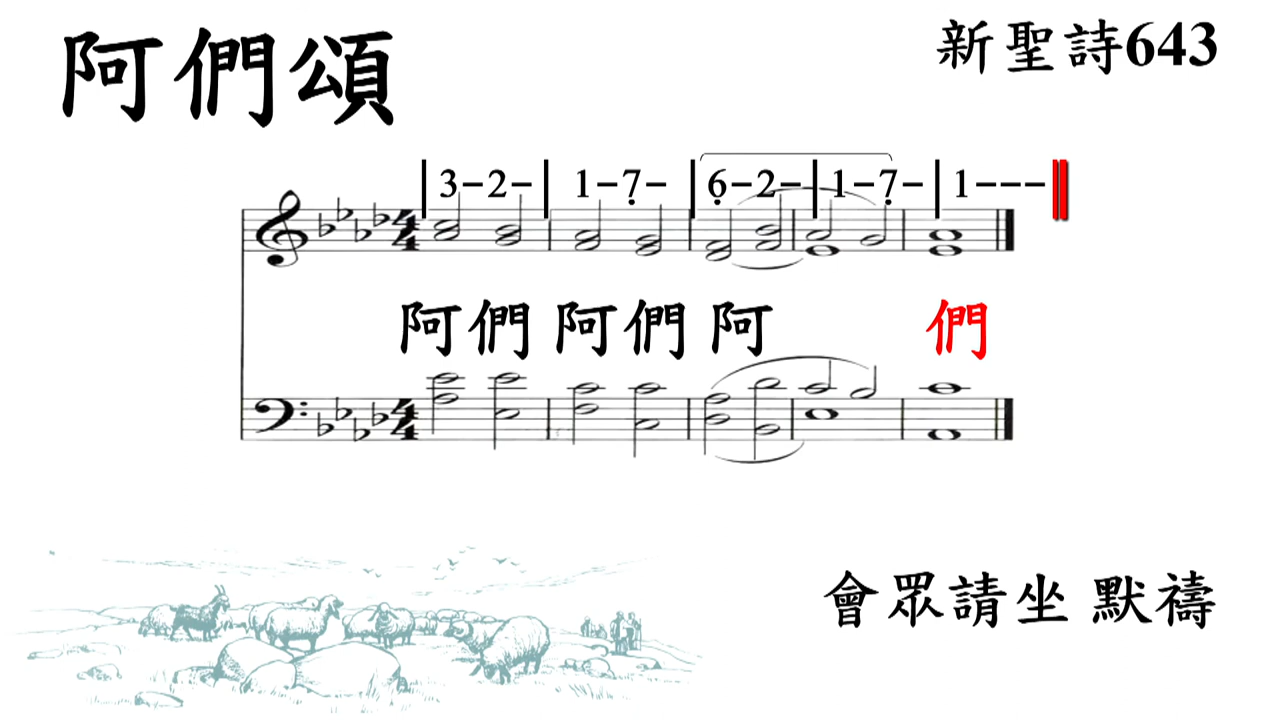 阿們頌
新聖詩643
|3-2-| 1-7̣- |6̣-2-|1-7̣-|1---‖
阿們 阿們 阿 們
會眾請坐 默禱